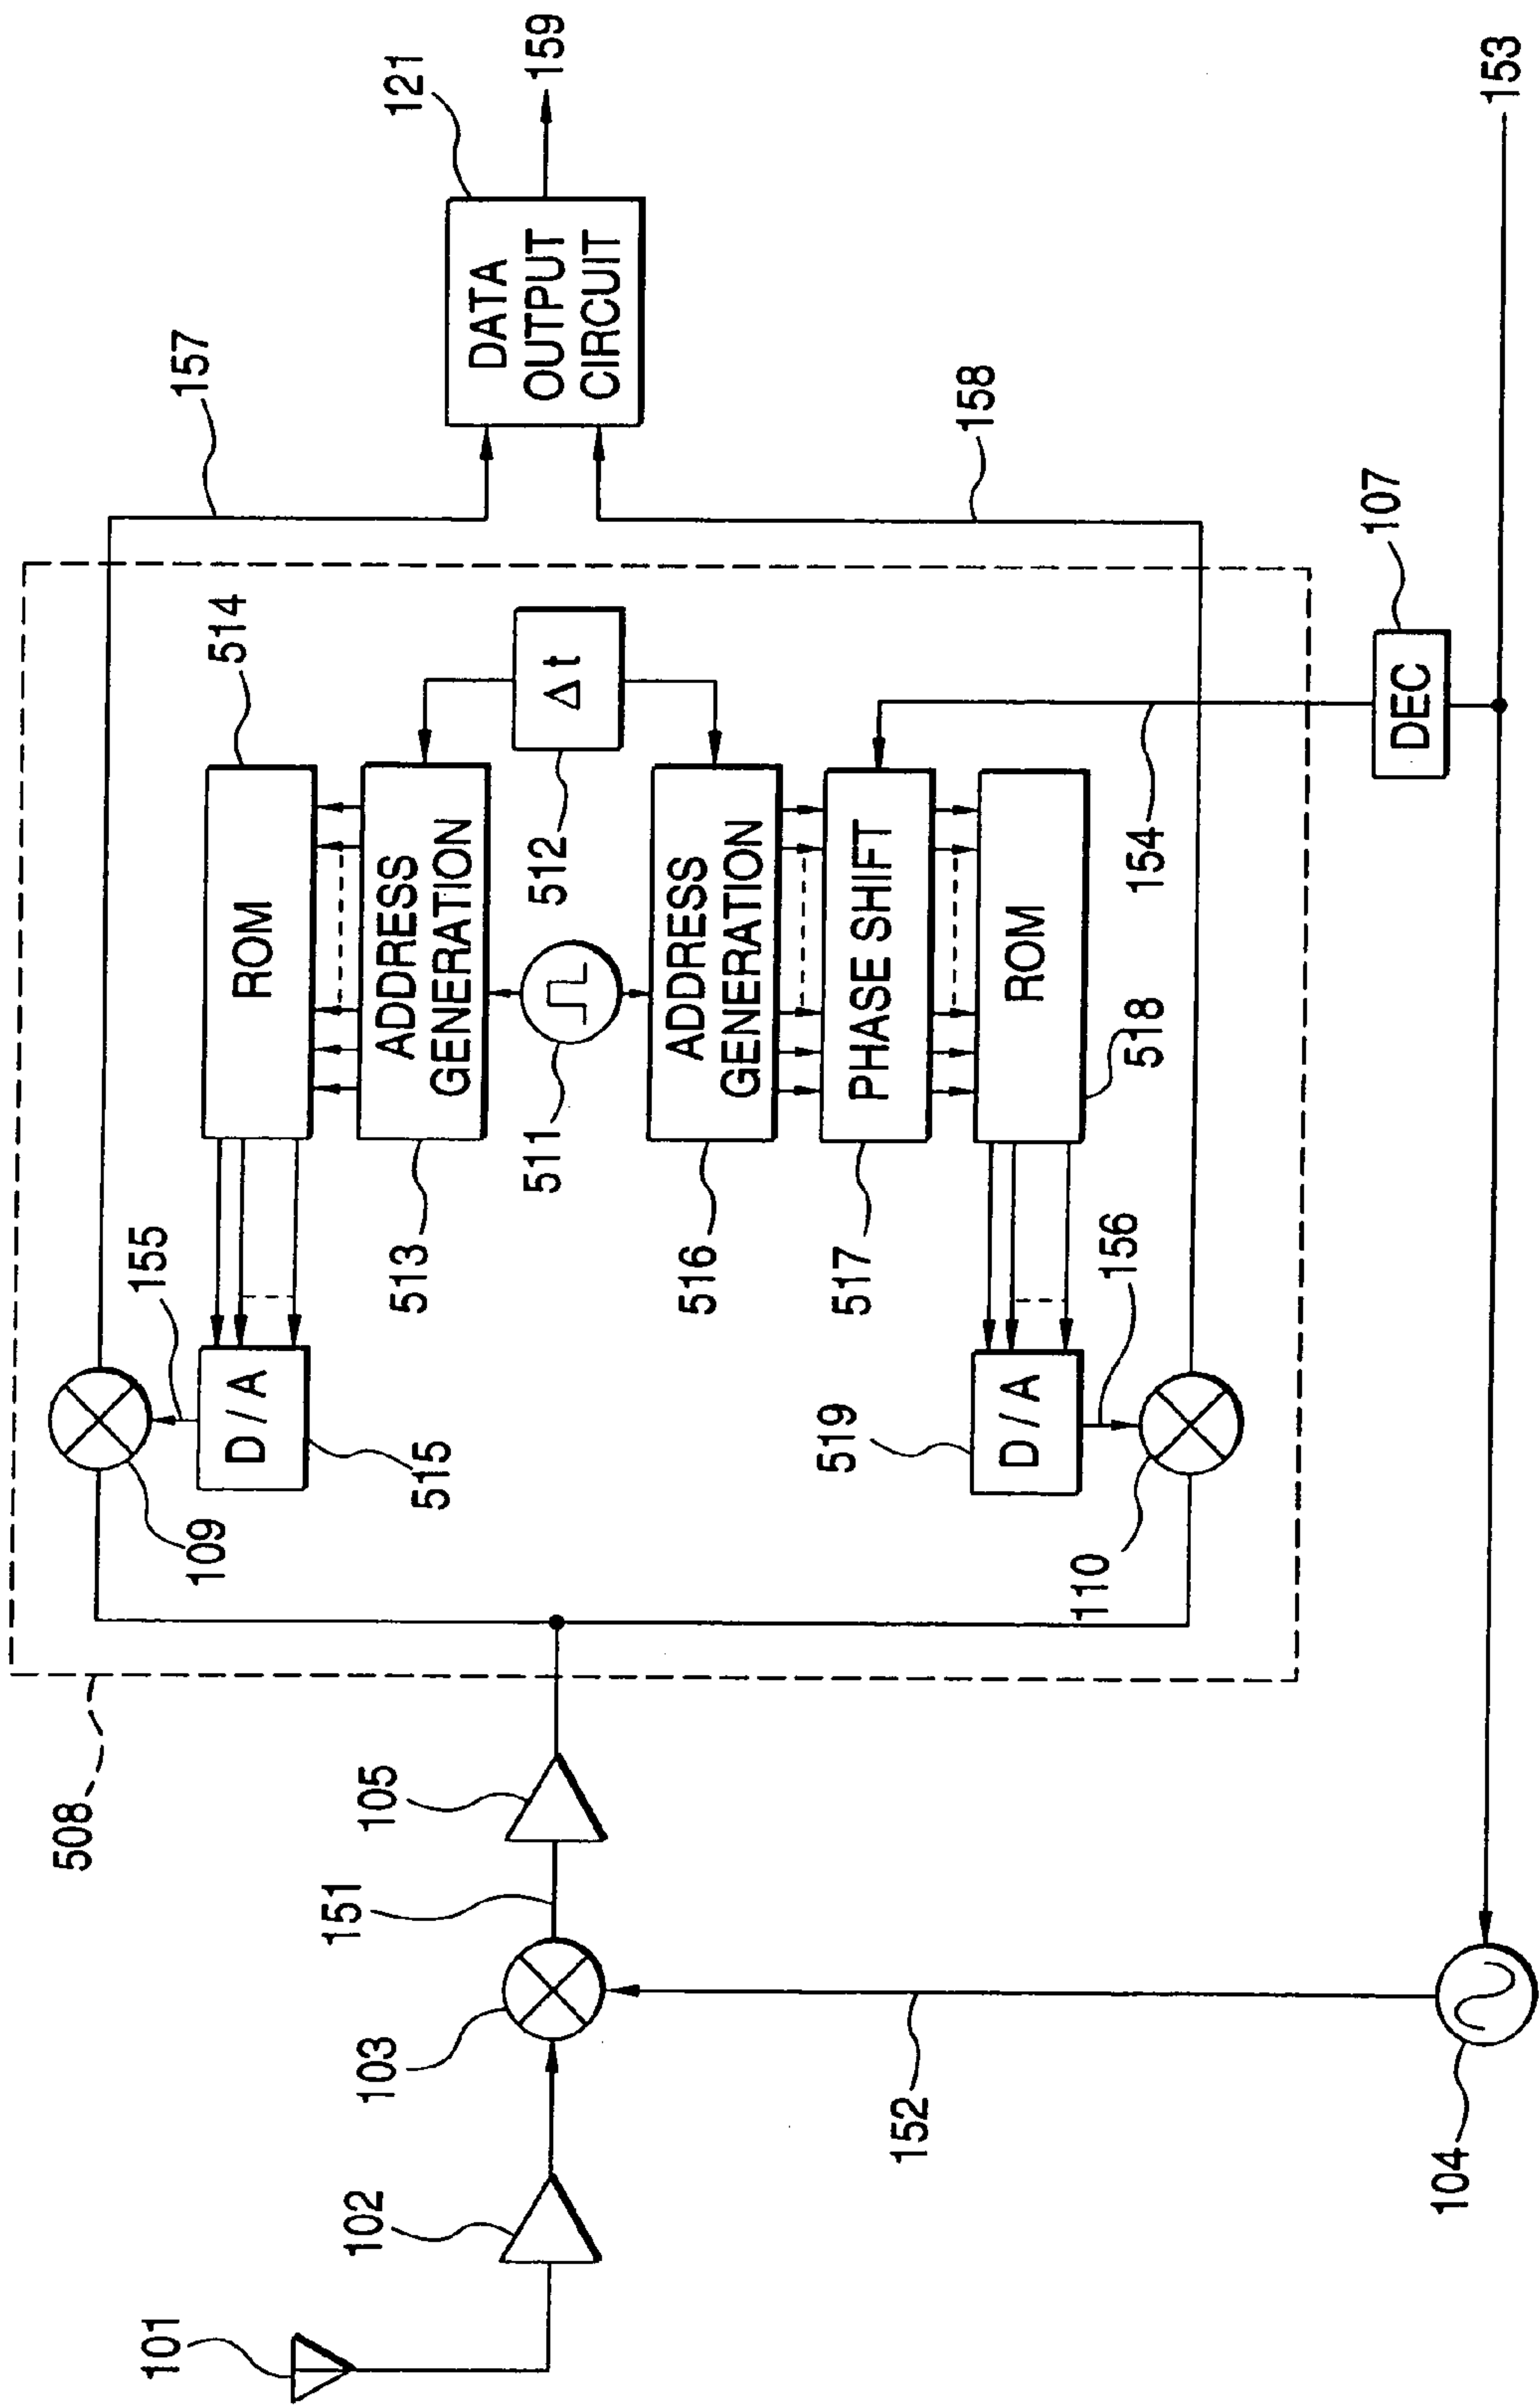 508
109
155
157
D / A
515
514
ROM
513
ADDRESS
GENERATION
511
512
Δt
121
DATA
OUTPUT
CIRCUIT
159
101
102
103
151
105
516
ADDRESS
GENERATION
517
PHASE SHIFT
ROM
518
519
D / A
156
110
154
158
152
107
DEC
104
153